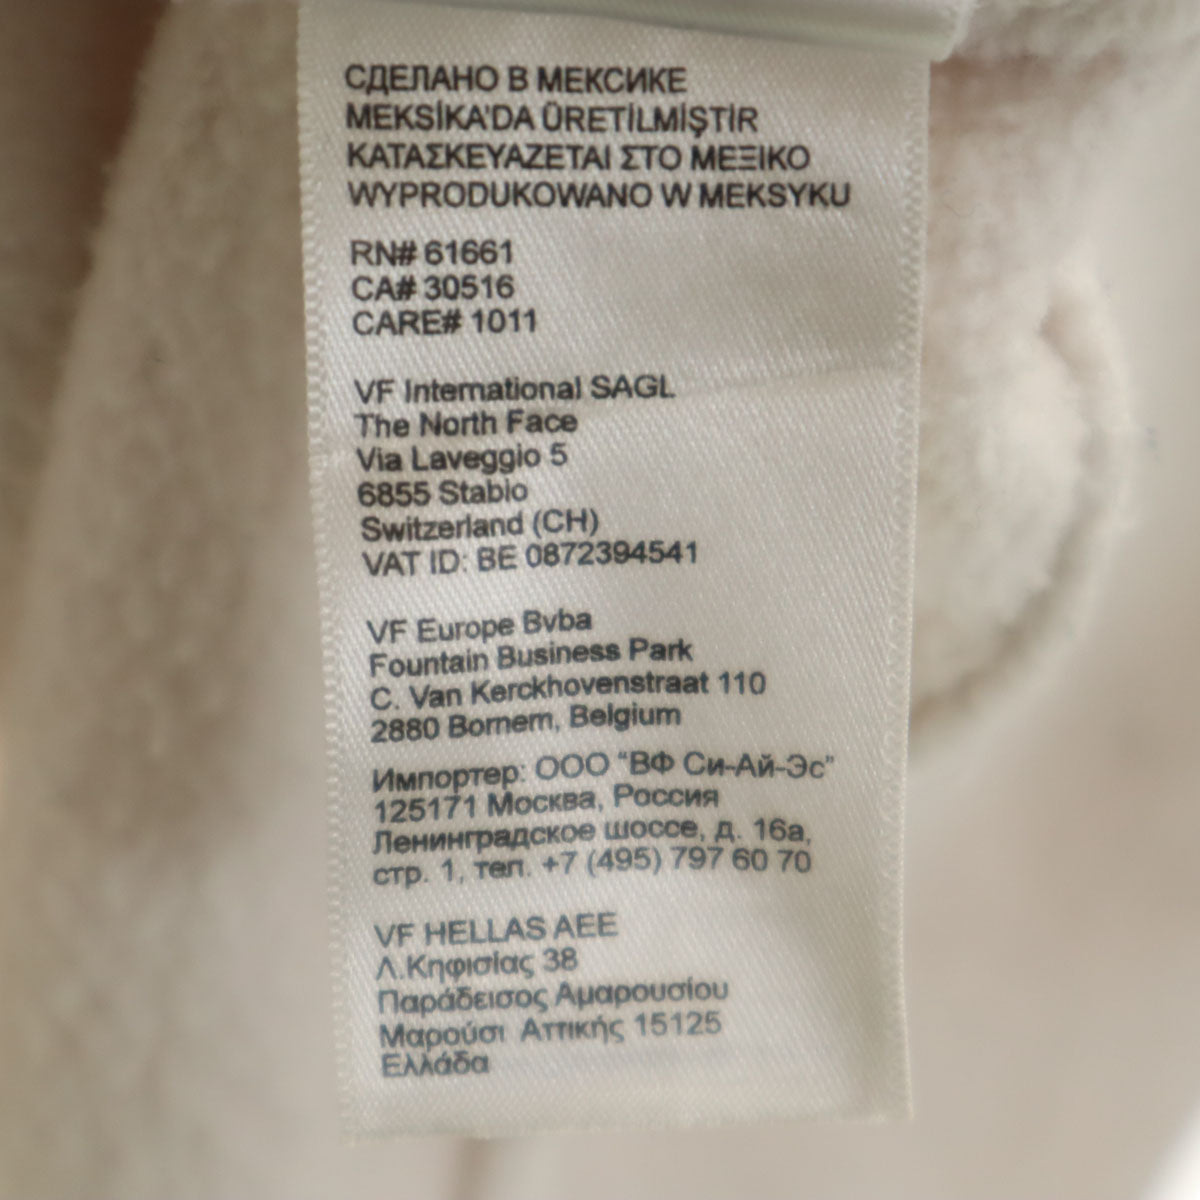 СДЕЛАНО В МЕКСИКЕ
MEKSİKA'DA ÜRETİLMİŞTİR
ΚΑΤΑΣΚΕΥΑΖΕΤΑΙ ΣΤΟ ΜΕΞΙΚΟ
WYPRODUKOWANO W MEKSYKU
RN# 61661
CA# 30516
CARE# 1011
VF International SAGL
The North Face
Via Laveggio 5
6855 Stabio
Switzerland (CH)
VAT ID: BE 0872394541
VF Europe Bvba
Fountain Business Park
C. Van Kerckhovenstraat 110
2880 Bornem, Belgium
Импортер: ООО “ВФ Си-Ай-Эс”
125171 Москва, Россия
Ленинградское шоссе, д. 16а,
стр. 1, тел. +7 (495) 797 60 70
VF HELLAS AEE
Λ.Κηφισίας 38
Παράδεισος Αμαρουσίου
Μαρούσι Αττικής 15125
Ελλάδα